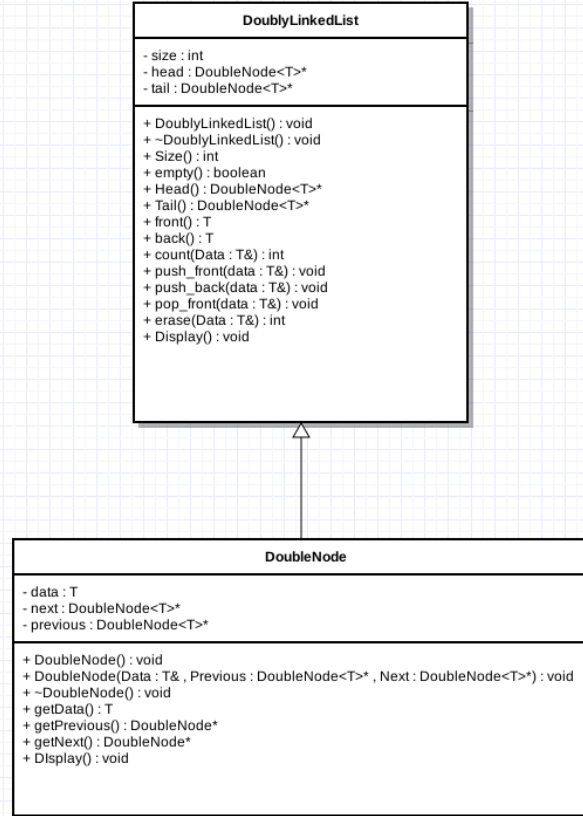 DoublyLinkedList
- size : int
- head : DoubleNode<T>*
- tail : DoubleNode<T>*
+ DoublyLinkedList() : void
+ ~DoublyLinkedList() : void
+ Size() : int
+ empty() : boolean
+ Head() : DoubleNode<T>*
+ Tail() : DoubleNode<T>*
+ front() : T
+ back() : T
+ count(Data : T&) : int
+ push_front(data : T&) : void
+ push_back(data : T&) : void
+ pop_front(data : T&) : void
+ erase(Data : T&) : int
+ Display() : void
DoubleNode
- data : T
- next : DoubleNode<T>*
- previous : DoubleNode<T>*
+ DoubleNode() : void
+ DoubleNode(Data : T& , Previous : DoubleNode<T>* , Next : DoubleNode<T>*) : void
+ ~DoubleNode() : void
+ getData() : T
+ getPrevious() : DoubleNode*
+ getNext() : DoubleNode*
+ DIsplay() : void